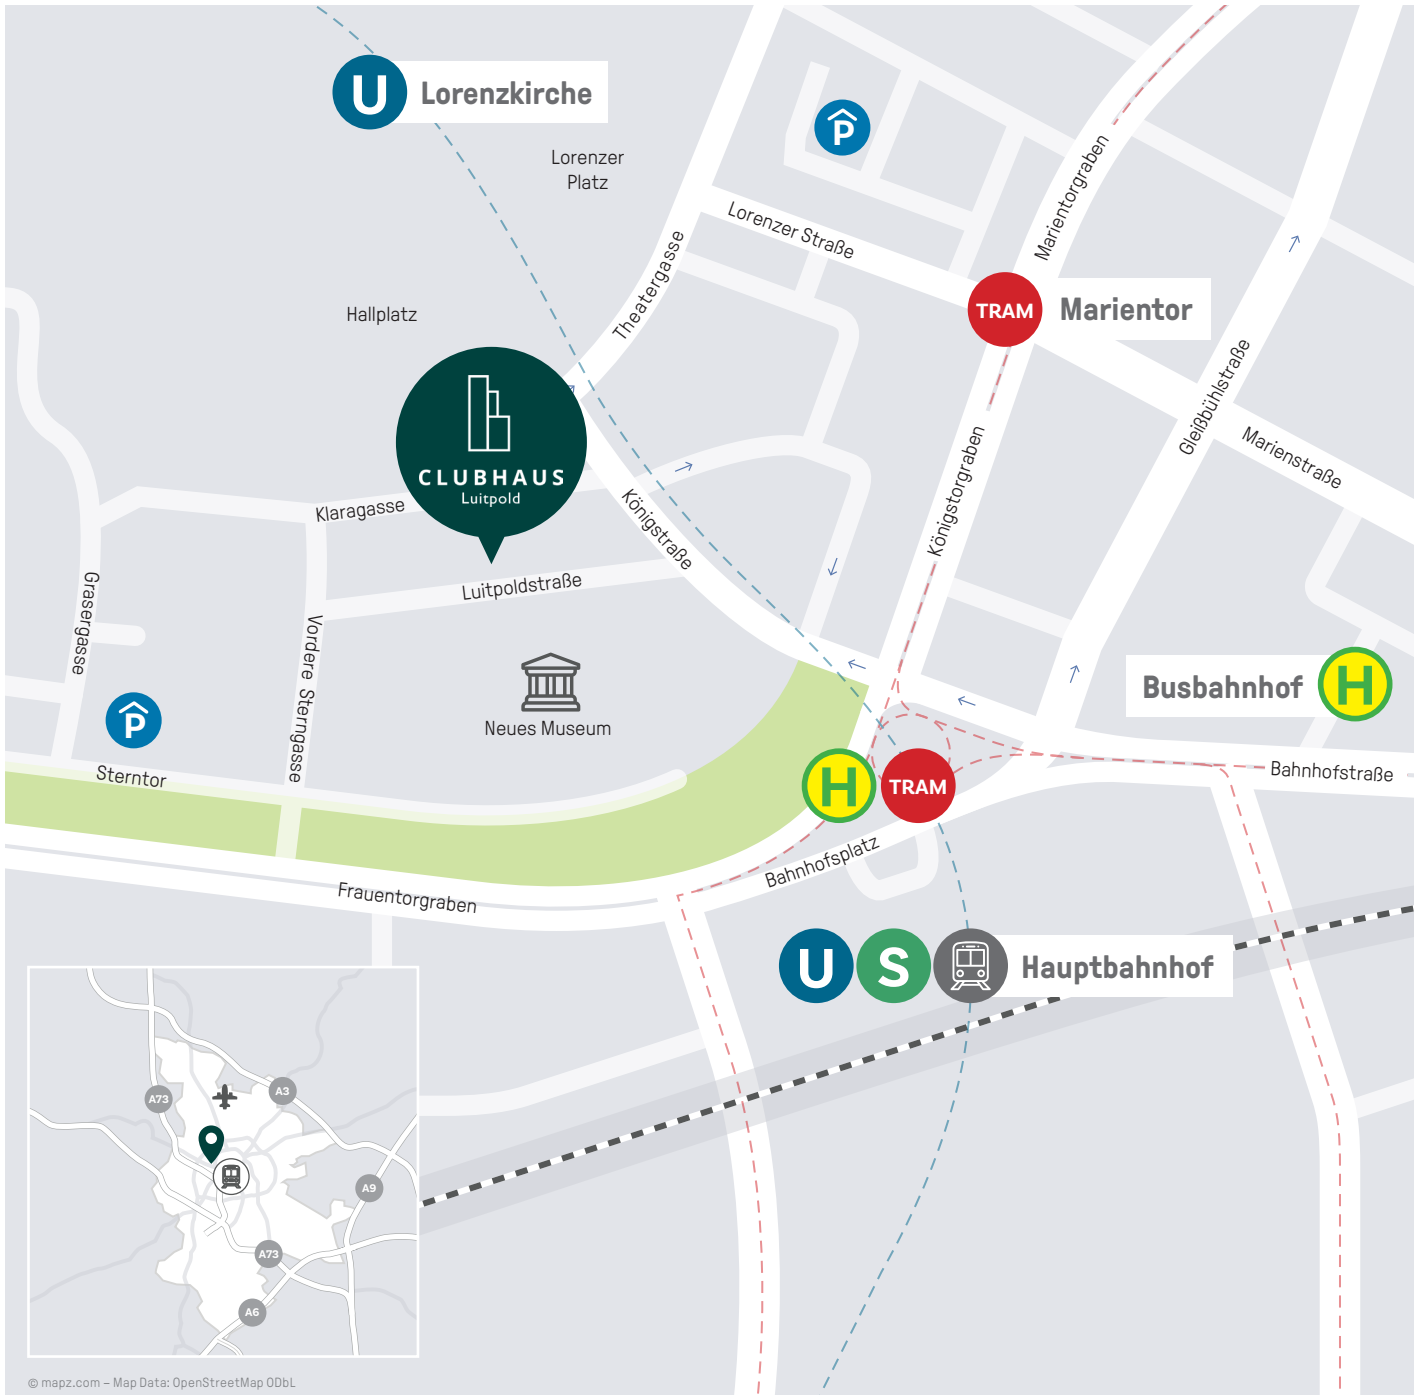 U Lorenzkirche
P
Lorenzer
Platz
Lorenzer Straße
Marientorgraben
Theatergasse
Hallplatz
TRAM Marientor
Gleißbühlstraße
CLUBHAUS
Luitpold
Königstorgraben
Marienstraße
Klaragasse
Königstraße
Luitpoldstraße
Grasergasse
Vordere Sterngasse
Busbahnhof H
P
Neues Museum
Sterntor
H TRAM
Bahnhofstraße
Bahnhofsplatz
Frauentorgraben
U S Hauptbahnhof
A73
A3
A9
A73
A6
© mapz.com – Map Data: OpenStreetMap ODbL